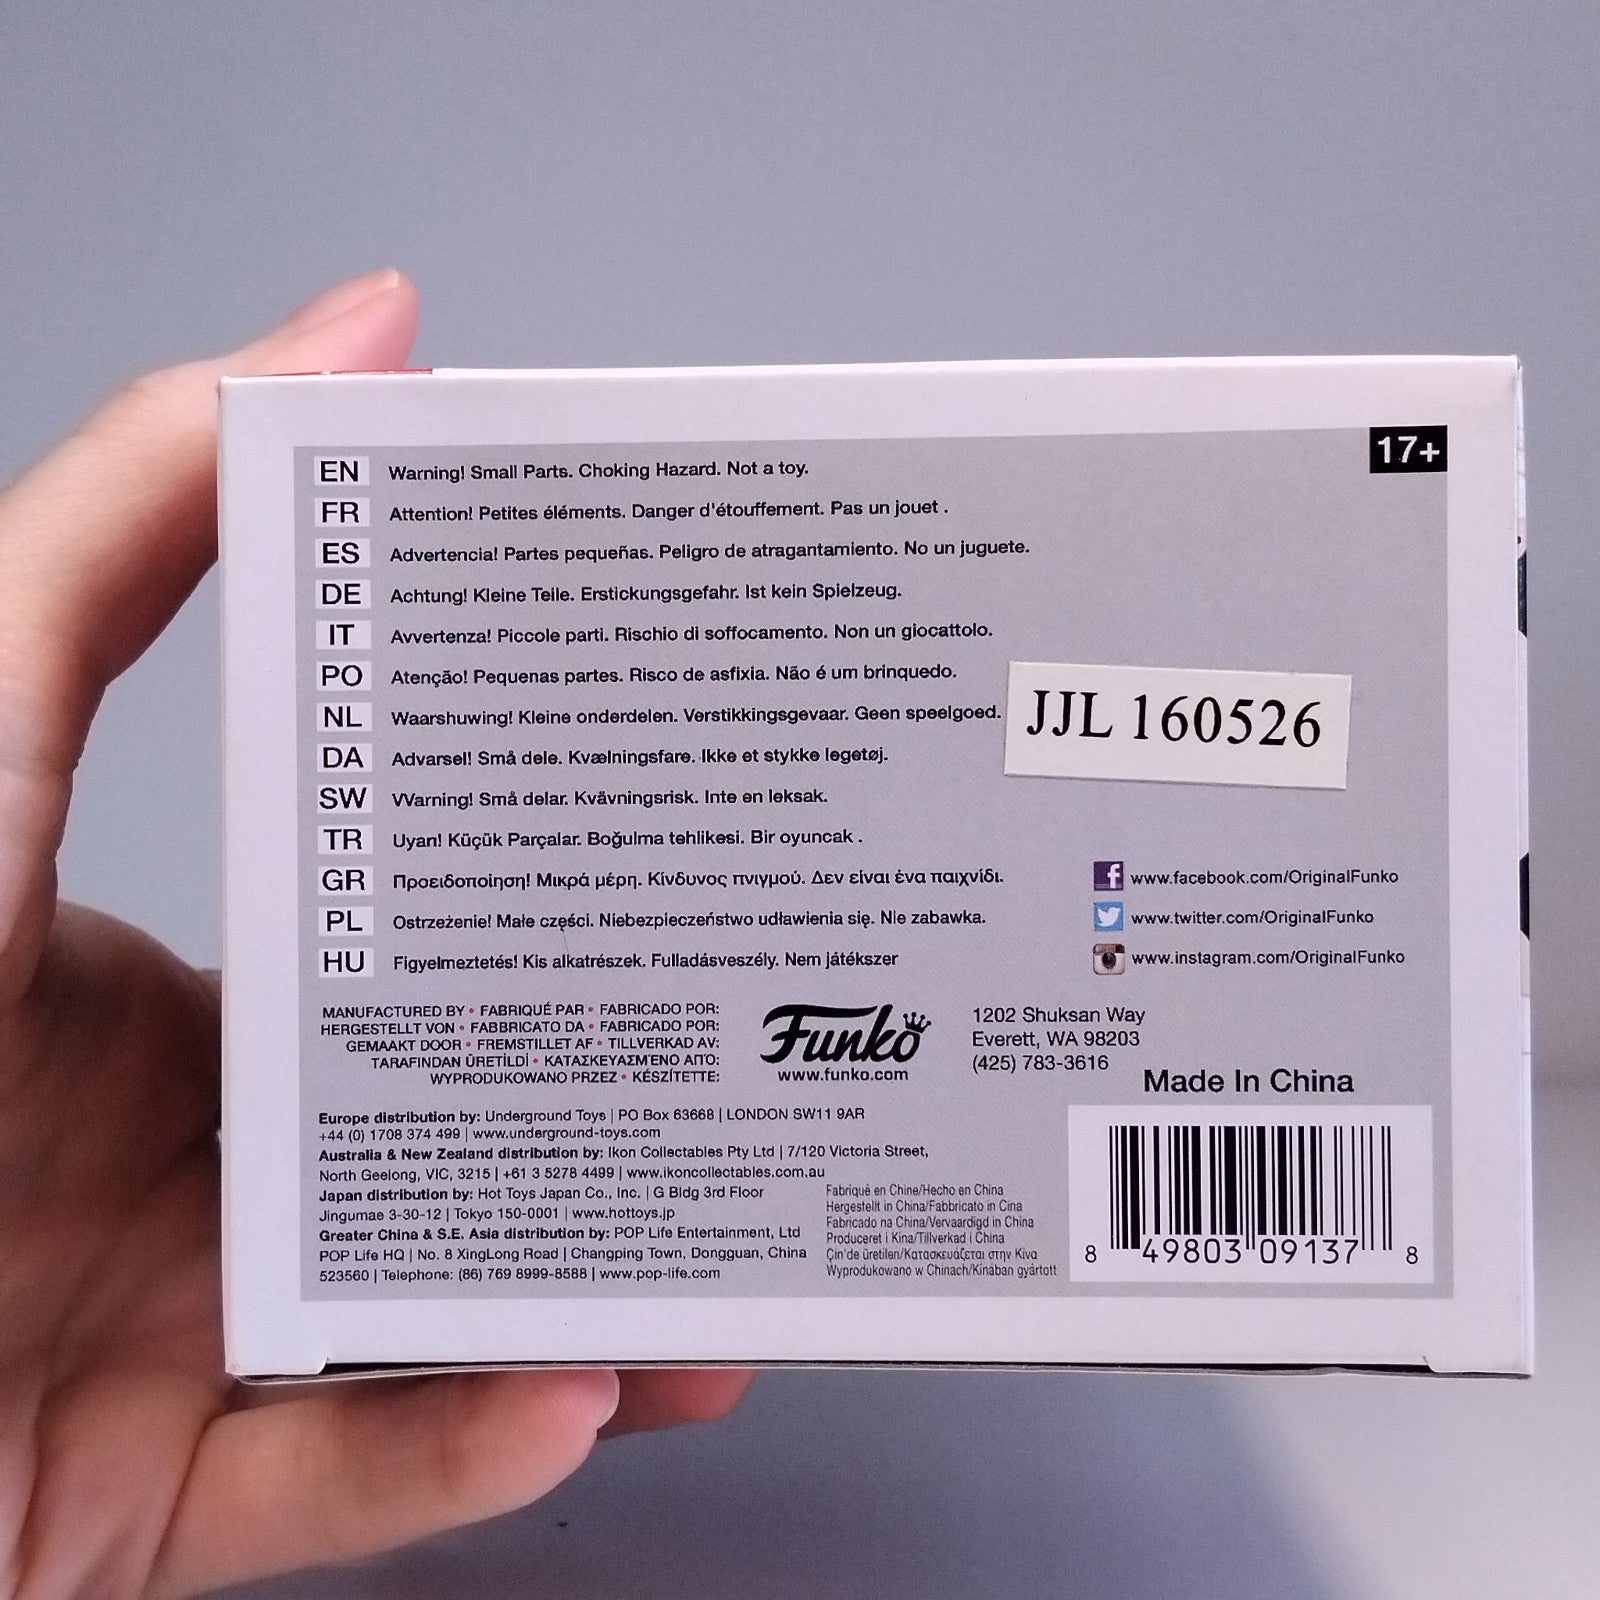 17+
EN Warning! Small Parts. Choking Hazard. Not a toy.
FR Attention! Petites éléments. Danger d'étouffement. Pas un jouet .
ES Advertencia! Partes pequeñas. Peligro de atragantamiento. No un juguete.
DE Achtung! Kleine Teile. Erstickungsgefahr. Ist kein Spielzeug.
IT Avvertenza! Piccole parti. Rischio di soffocamento. Non un giocattolo.
PO Atenção! Pequenas partes. Risco de asfixia. Não é um brinquedo.
NL Waarshuwing! Kleine onderdelen. Verstikkingsgevaar. Geen speelgoed.
JJL 160526
DA Advarsel! Små dele. Kvælningsfare. Ikke et stykke legetøj.
SW Warning! Små delar. Kvävningsrisk. Inte en leksak.
TR Uyan! Küçük Parçalar. Boğulma tehlikesi. Bir oyuncak .
GR Προειδοποίηση! Μικρά μέρη. Κίνδυνος πνιγμού. Δεν είναι ένα παιχνίδι.
PL Ostrzeżenie! Małe części. Niebezpieczeństwo udławienia się. Nie zabawka.
HU Figyelmeztetés! Kis alkatrészek. Fulladásveszély. Nem játékszer
f www.facebook.com/OriginalFunko
www.twitter.com/OriginalFunko
www.instagram.com/OriginalFunko
MANUFACTURED BY • FABRIQUÉ PAR • FABRICADO POR:
HERGESTELLT VON • FABBRICATO DA • FABRICADO POR:
GEMAAKT DOOR • FREMSTILLET AF • TILLVERKAD AV:
TARAFINDAN ÜRETİLDİ • ΚΑΤΑΣΚΕΥΑΣΜΈΝΟ ΑΠΌ:
WYPRODUKOWANO PRZEZ • KÉSZÍTETTE:
Funko
www.funko.com
1202 Shuksan Way
Everett, WA 98203
(425) 783-3616
Made In China
Europe distribution by: Underground Toys | PO Box 63668 | LONDON SW11 9AR
+44 (0) 1708 374 499 | www.underground-toys.com
Australia & New Zealand distribution by: Ikon Collectables Pty Ltd | 7/120 Victoria Street,
North Geelong, VIC, 3215 | +61 3 5278 4499 | www.ikoncollectables.com.au
Japan distribution by: Hot Toys Japan Co., Inc. | G Bldg 3rd Floor
Jingumae 3-30-12 | Tokyo 150-0001 | www.hottoys.jp
Greater China & S.E. Asia distribution by: POP Life Entertainment, Ltd
POP Life HQ | No. 8 XingLong Road | Changping Town, Dongguan, China
523560 | Telephone: (86) 769 8999-8588 | www.pop-life.com
Fabriqué en Chine/Hecho en China
Hergestellt in China/Fabbricato in Cina
Fabricado na China/Vervaardigd in China
Produceret i Kina/Tillverkad i China
Çin'de üretilen/Κατασκευάζεται στην Κίνα
Wyprodukowano w Chinach/Kínában gyártott
8 49803 09137 8